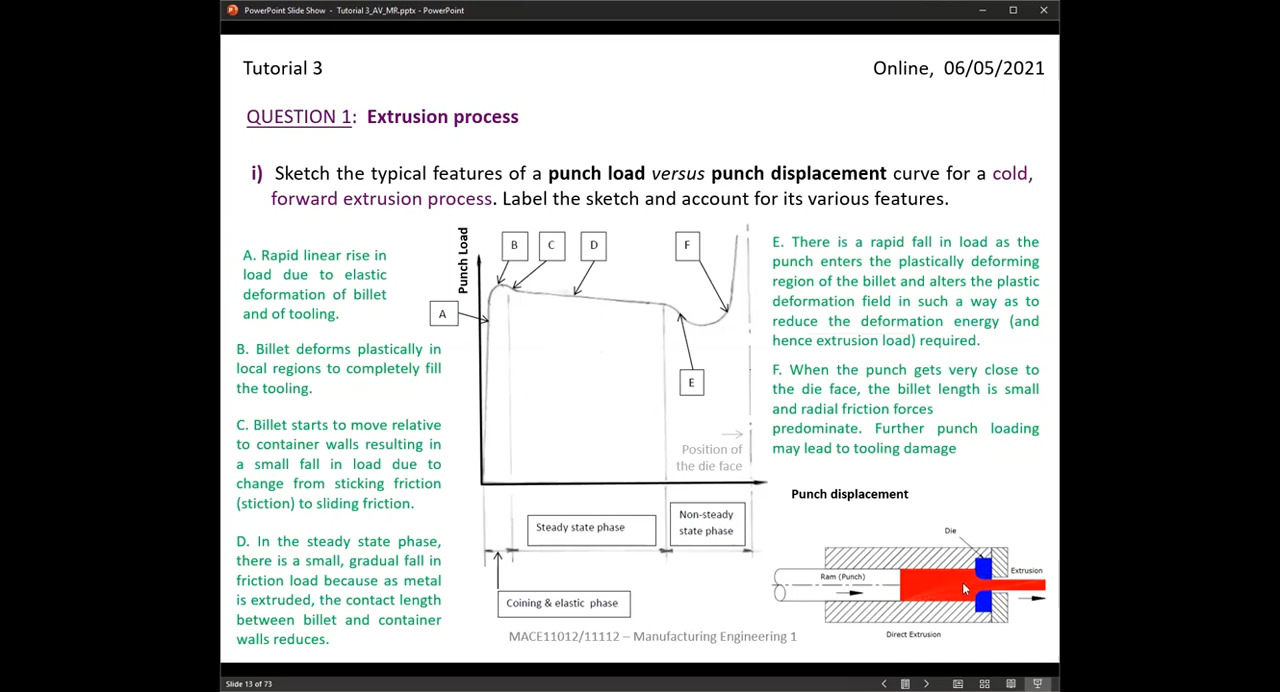 PowerPoint Slide Show - Tutorial 3_AV_MR.pptx - PowerPoint
Tutorial 3
Online, 06/05/2021
QUESTION 1: Extrusion process
i) Sketch the typical features of a punch load versus punch displacement curve for a cold,
forward extrusion process. Label the sketch and account for its various features.
A. Rapid linear rise in
load due to elastic
deformation of billet
and of tooling.
B. Billet deforms plastically in
local regions to completely fill
the tooling.
C. Billet starts to move relative
to container walls resulting in
a small fall in load due to
change from sticking friction
(stiction) to sliding friction.
D. In the steady state phase,
there is a small, gradual fall in
friction load because as metal
is extruded, the contact length
between billet and container
walls reduces.
Punch Load
A
B
C
D
F
E
Position of
the die face
Steady state phase
Non-steady
state phase
Coining & elastic phase
E. There is a rapid fall in load as the
punch enters the plastically deforming
region of the billet and alters the plastic
deformation field in such a way as to
reduce the deformation energy (and
hence extrusion load) required.
F. When the punch gets very close to
the die face, the billet length is small
and radial friction forces
predominate. Further punch loading
may lead to tooling damage
Punch displacement
Die
Ram (Punch)
Extrusion
Direct Extrusion
MACE11012/11112 – Manufacturing Engineering 1
Slide 13 of 73